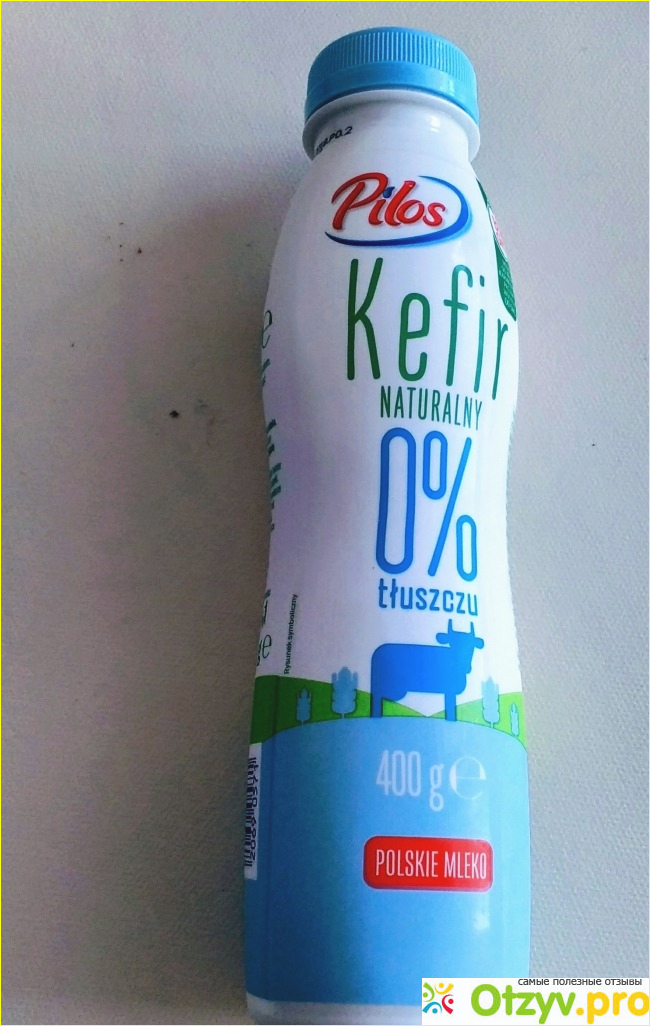 Pilos
Kefir
NATURALNY
0%
tłuszczu
Rysunek symboliczny
400 g e
POLSKIE MLEKO
самые полезные отзывы
Otzyv.pro